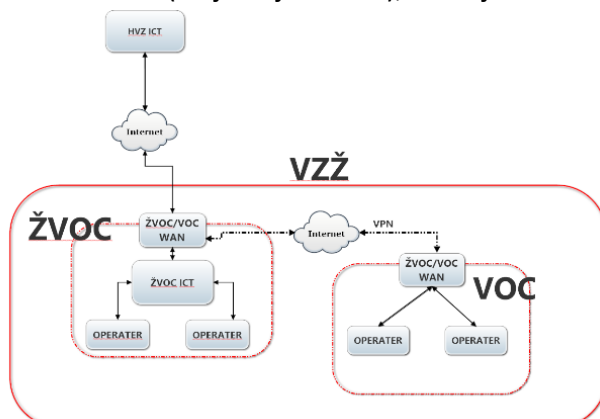 HVZ ICT
Internet
VZŽ
ŽVOC
ŽVOC/VOC
WAN
Internet
VPN
ŽVOC/VOC
WAN
VOC
ŽVOC ICT
OPERATER
OPERATER
OPERATER
OPERATER